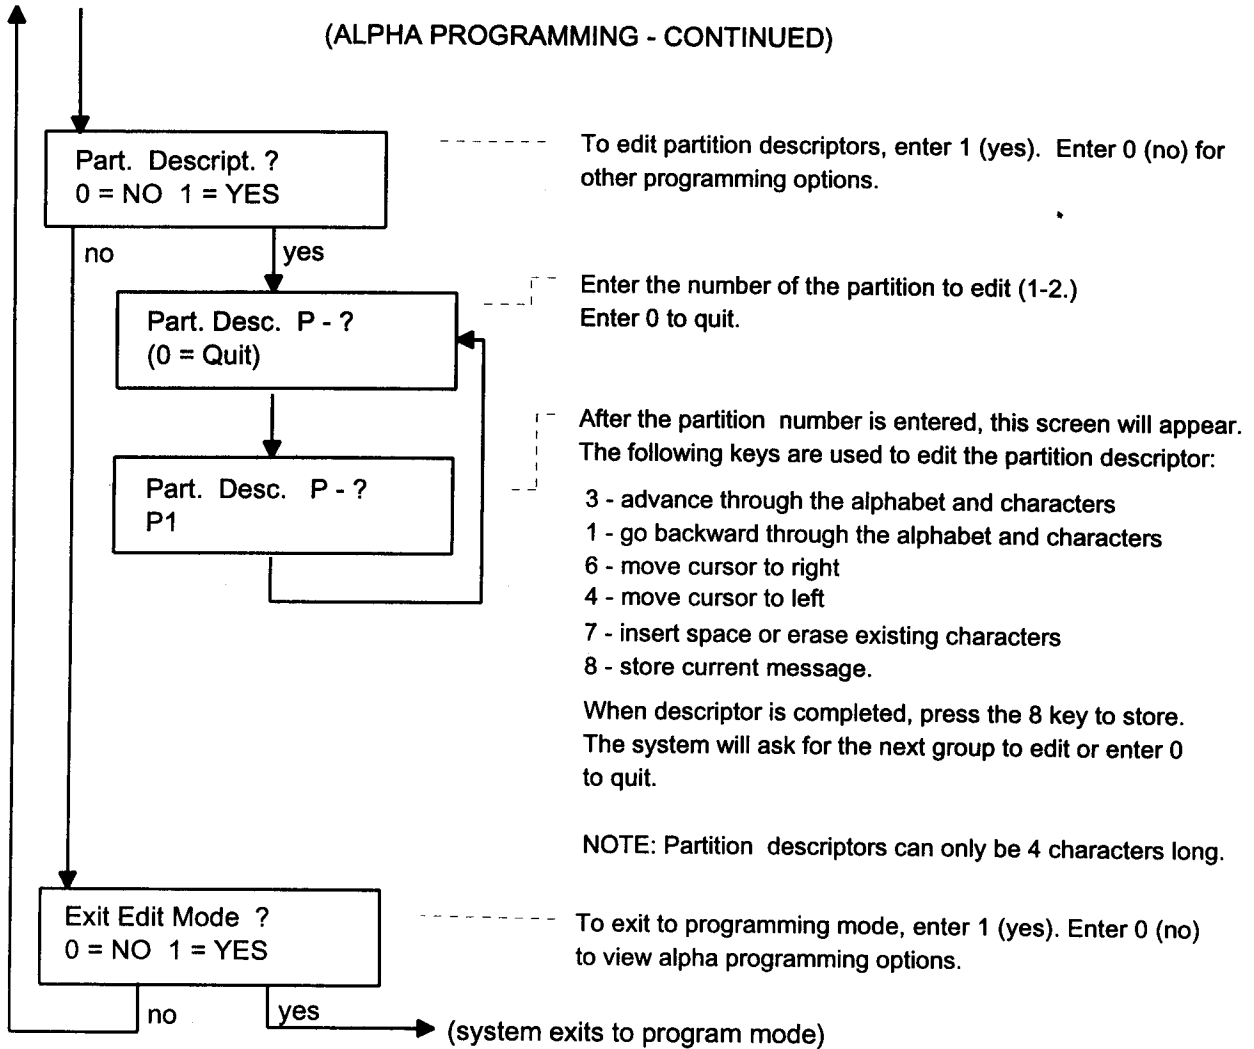 (ALPHA PROGRAMMING - CONTINUED)
Part. Descript. ?
0 = NO 1 = YES
To edit partition descriptors, enter 1 (yes). Enter 0 (no) for
other programming options.
no
yes
Part. Desc. P - ?
(0 = Quit)
Enter the number of the partition to edit (1-2.)
Enter 0 to quit.
Part. Desc. P - ?
P1
After the partition number is entered, this screen will appear.
The following keys are used to edit the partition descriptor:
3 - advance through the alphabet and characters
1 - go backward through the alphabet and characters
6 - move cursor to right
4 - move cursor to left
7 - insert space or erase existing characters
8 - store current message.
When descriptor is completed, press the 8 key to store.
The system will ask for the next group to edit or enter 0
to quit.
NOTE: Partition descriptors can only be 4 characters long.
Exit Edit Mode ?
0 = NO 1 = YES
To exit to programming mode, enter 1 (yes). Enter 0 (no)
to view alpha programming options.
no
yes
(system exits to program mode)